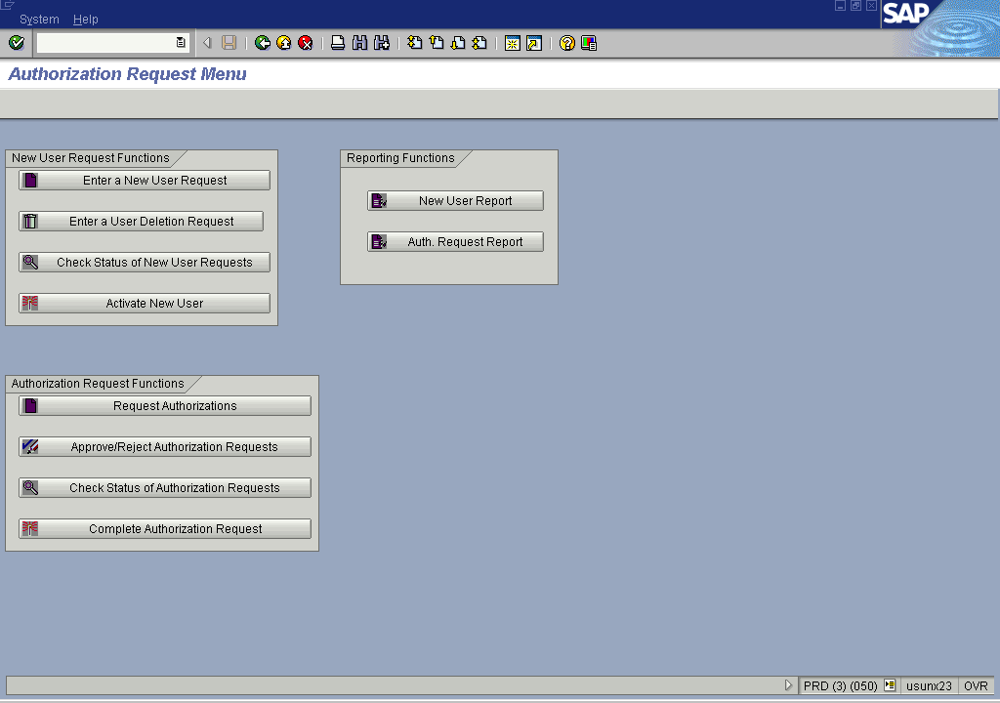 System Help
SAP
Authorization Request Menu
New User Request Functions
Enter a New User Request
Enter a User Deletion Request
Check Status of New User Requests
Activate New User
Reporting Functions
New User Report
Auth. Request Report
Authorization Request Functions
Request Authorizations
Approve/Reject Authorization Requests
Check Status of Authorization Requests
Complete Authorization Request
PRD (3) (050) usunx23 OVR